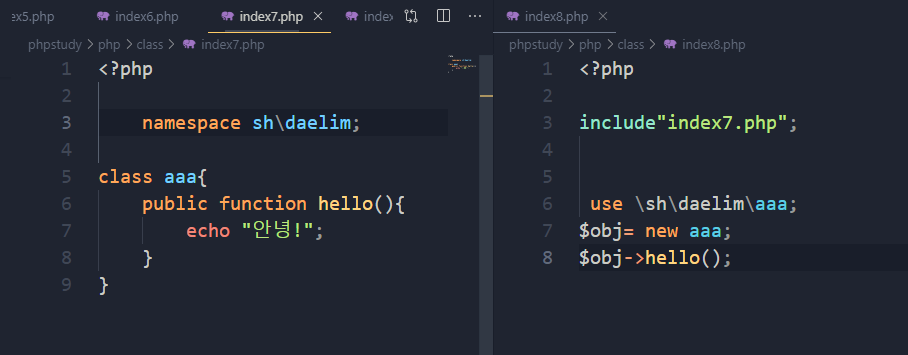 ex5.php index6.php index7.php × index ··· index8.php ×
phpstudy > php > class > index7.php
1 <?php
2
3 namespace sh\daelim;
4
5 class aaa{
6 public function hello(){
7 echo "안녕!";
8 }
9 }
phpstudy > php > class > index8.php
1 <?php
2
3 include"index7.php";
4
5
6 use \sh\daelim\aaa;
7 $obj= new aaa;
8 $obj->hello();